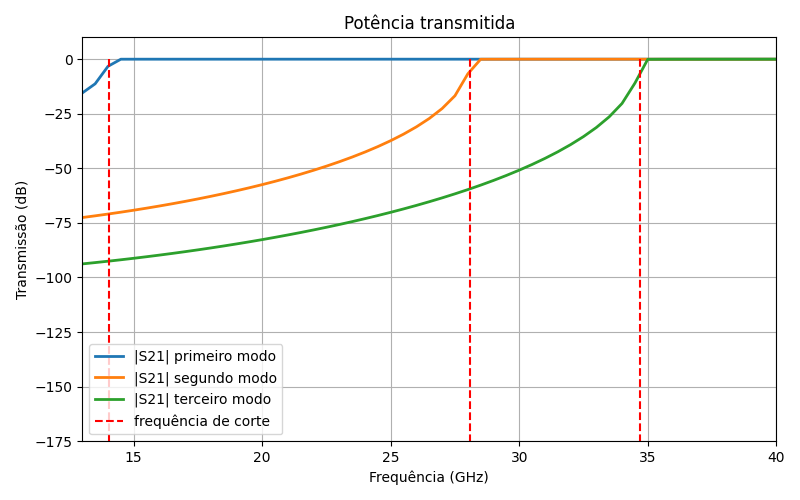 Potência transmitida
Transmissão (dB)
0
−25
−50
−75
−100
−125
−150
−175
|S21| primeiro modo
|S21| segundo modo
|S21| terceiro modo
frequência de corte
15
20
25
30
35
40
Frequência (GHz)